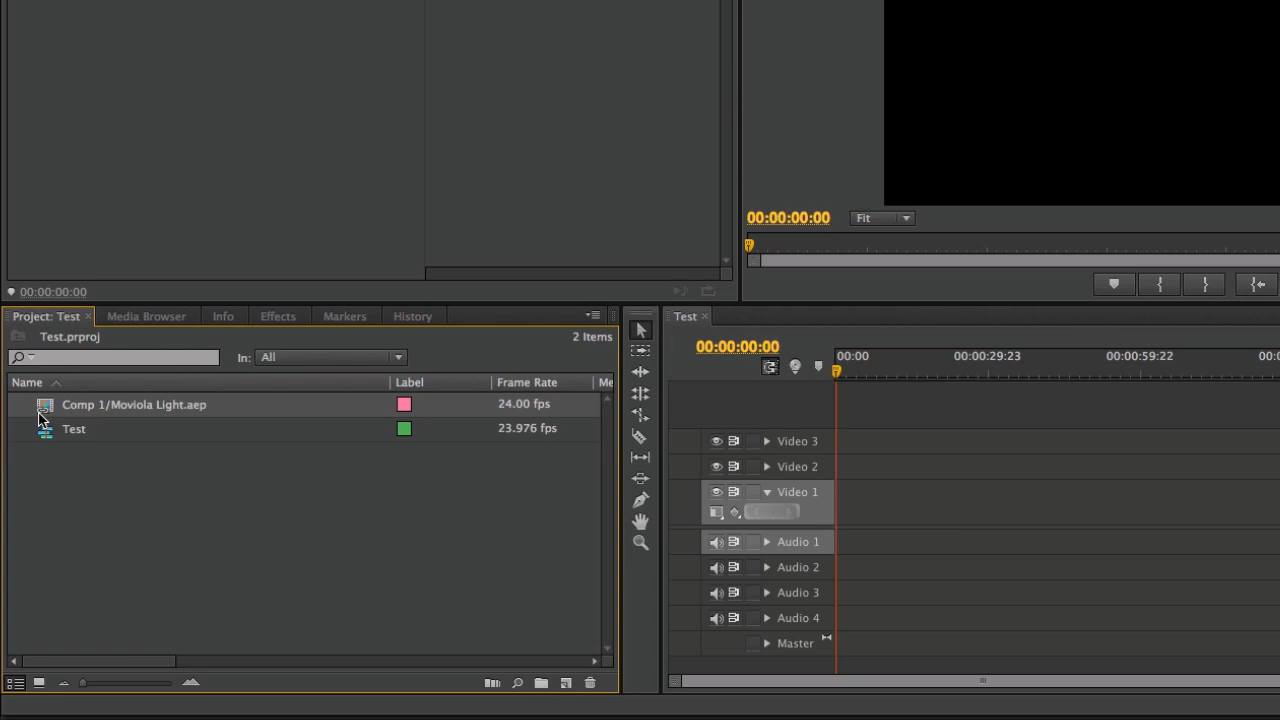 00:00:00:00
Fit
00:00:00:00
Project: Test
Media Browser
Info
Effects
Markers
History
Test.prproj
2 Items
In: All
Name
Label
Frame Rate
Me
Comp 1/Moviola Light.aep
24.00 fps
Test
23.976 fps
Test
00:00:00:00
00:00
00:00:29:23
00:00:59:22
00:0
Video 3
Video 2
Video 1
Audio 1
Audio 2
Audio 3
Audio 4
Master